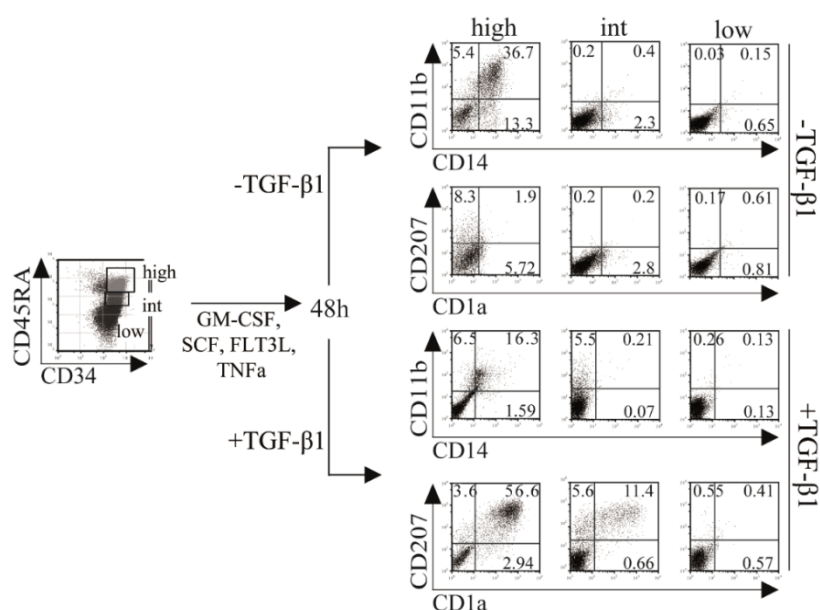 high int low
5.4 36.7 0.2 0.4 0.03 0.15
CD11b
13.3 2.3 0.65
CD14
-TGF-β1
-TGF-β1
8.3 1.9 0.2 0.2 0.17 0.61
CD207
5.72 2.8 0.81
CD1a
CD45RA
high
int
low
CD34
48h
GM-CSF,
SCF, FLT3L,
TNFa
6.5 16.3 5.5 0.21 0.26 0.13
CD11b
1.59 0.07 0.13
CD14
+TGF-β1
+TGF-β1
3.6 56.6 5.6 11.4 0.55 0.41
CD207
2.94 0.66 0.57
CD1a